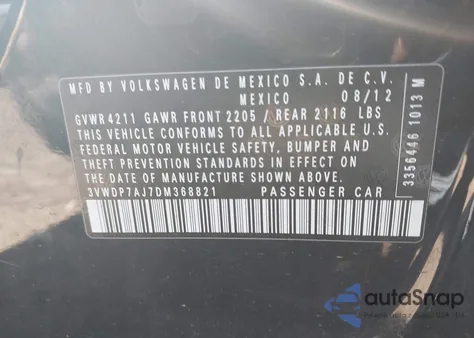 MFD BY VOLKSWAGEN DE MEXICO S.A. DE C.V.
MEXICO 08/12
GVWR4211 GAWR FRONT 2205 / REAR 2116 LBS
THIS VEHICLE CONFORMS TO ALL APPLICABLE U.S.
FEDERAL MOTOR VEHICLE SAFETY, BUMPER AND
THEFT PREVENTION STANDARDS IN EFFECT ON
THE DATE OF MANUFACTURE SHOWN ABOVE.
3VWDP7AJ7DM368821 PASSENGER CAR
3356446 1013 M
autoSnap